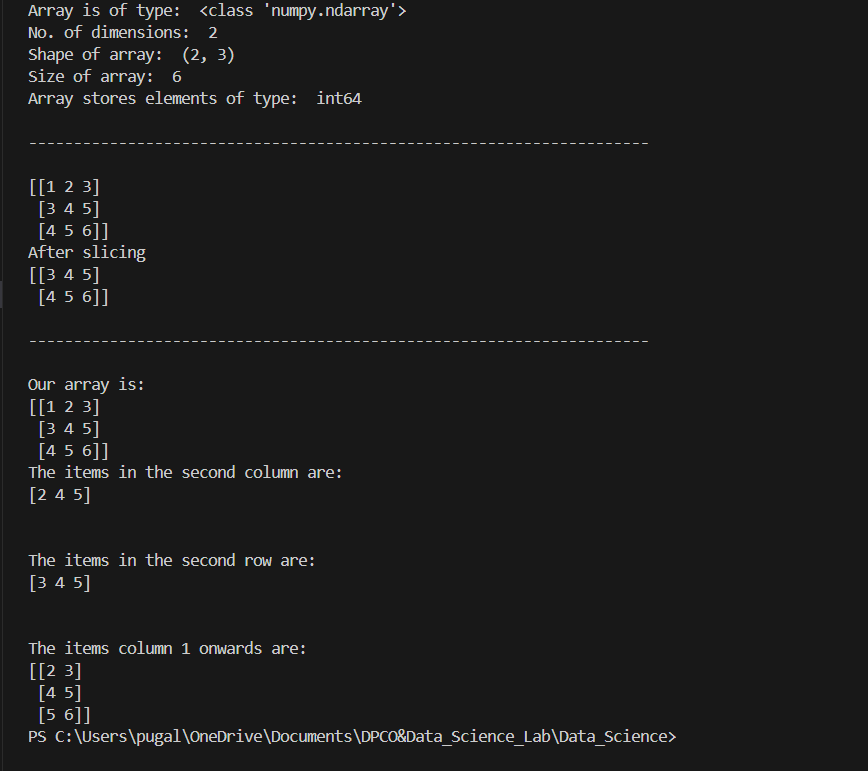 Array is of type:  <class 'numpy.ndarray'>
No. of dimensions:  2
Shape of array:  (2, 3)
Size of array:  6
Array stores elements of type:  int64
---------------------------------------------------------------------
[[1 2 3]
 [3 4 5]
 [4 5 6]]
After slicing
[[3 4 5]
 [4 5 6]]
---------------------------------------------------------------------
Our array is:
[[1 2 3]
 [3 4 5]
 [4 5 6]]
The items in the second column are:
[2 4 5]
The items in the second row are:
[3 4 5]
The items column 1 onwards are:
[[2 3]
 [4 5]
 [5 6]]
PS C:\Users\pugal\OneDrive\Documents\DPCO&Data_Science_Lab\Data_Science>